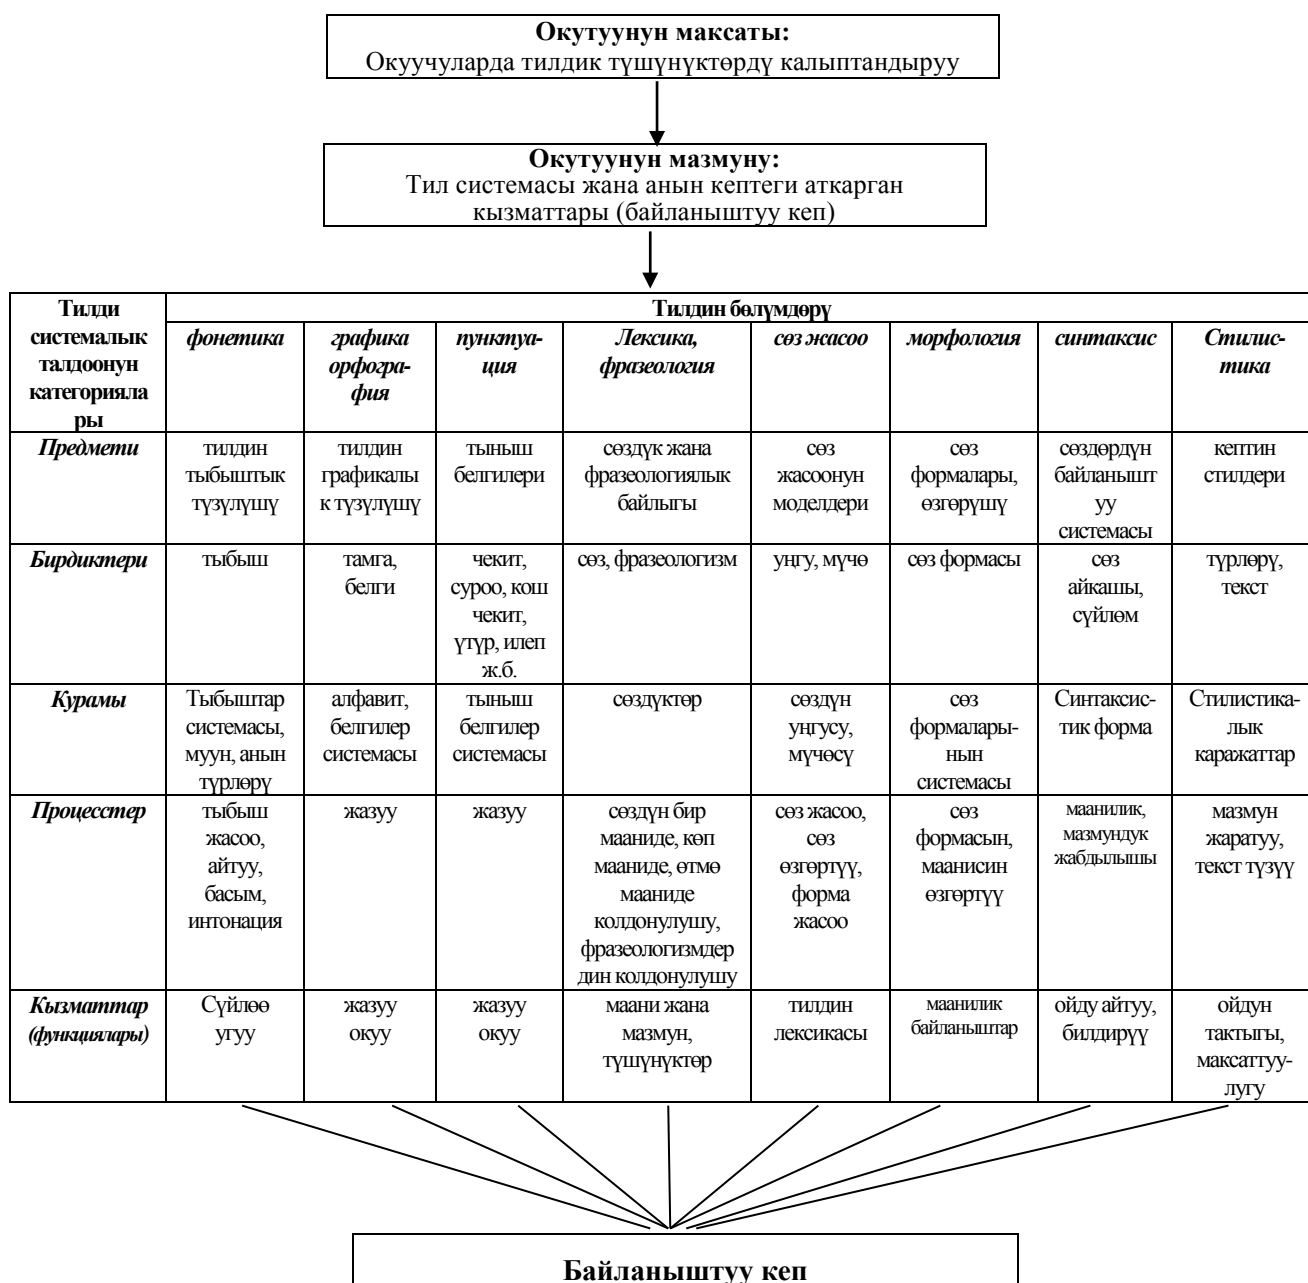 Окутуунун максаты:
Окуучуларда тилдик түшүнүктөрдү калыптандыруу
Окутуунун мазмуну:
Тил системасы жана анын кептеги аткарган
кызматтары (байланыштуу кеп)
Тилди
системалык
талдоонун
категорияла
ры
Тилдин бөлүмдөрү
фонетика
графика
орфогра-
фия
пунктуа-
ция
Лексика,
фразеология
сөз жасоо
морфология
синтаксис
Стилис-
тика
Предмети
тилдин
тыбыштык
түзүлүшү
тилдин
графикалы
к түзүлүшү
тыныш
белгилери
сөздүк жана
фразеологиялык
байлыгы
сөз
жасоонун
моделдери
сөз
формалары,
өзгөрүшү
сөздөрдүн
байланышт
уу
системасы
кептин
стилдери
Бирдиктери
тыбыш
тамга,
белги
чекит,
суроо, кош
чекит,
үтүр, илеп
ж.б.
сөз, фразеологизм
уңгу, мүчө
сөз формасы
сөз
айкашы,
сүйлөм
түрлөрү,
текст
Курамы
Тыбыштар
системасы,
муун, анын
түрлөрү
алфавит,
белгилер
системасы
тыныш
белгилер
системасы
сөздүктөр
сөздүн
уңгусу,
мүчөсү
сөз
формалары-
нын
системасы
Синтаксис-
тик форма
Стилистика-
лык
каражаттар
Процесстер
тыбыш
жасоо,
айтуу,
басым,
интонация
жазуу
жазуу
сөздүн бир
мааниде, көп
мааниде, өтмө
мааниде
колдонулушу,
фразеологизмдер
дин колдонулушу
сөз жасоо,
сөз
өзгөртүү,
форма
жасоо
сөз
формасын,
маанисин
өзгөртүү
маанилик,
мазмундук
жабдылышы
мазмун
жаратуу,
текст түзүү
Кызматтар
(функциялары)
Сүйлөө
угуу
жазуу
окуу
жазуу
окуу
маани жана
мазмун,
түшүнүктөр
тилдин
лексикасы
маанилик
байланыштар
ойду айтуу,
билдирүү
ойдун
тактыгы,
максаттуу-
лугу
Байланыштуу кеп